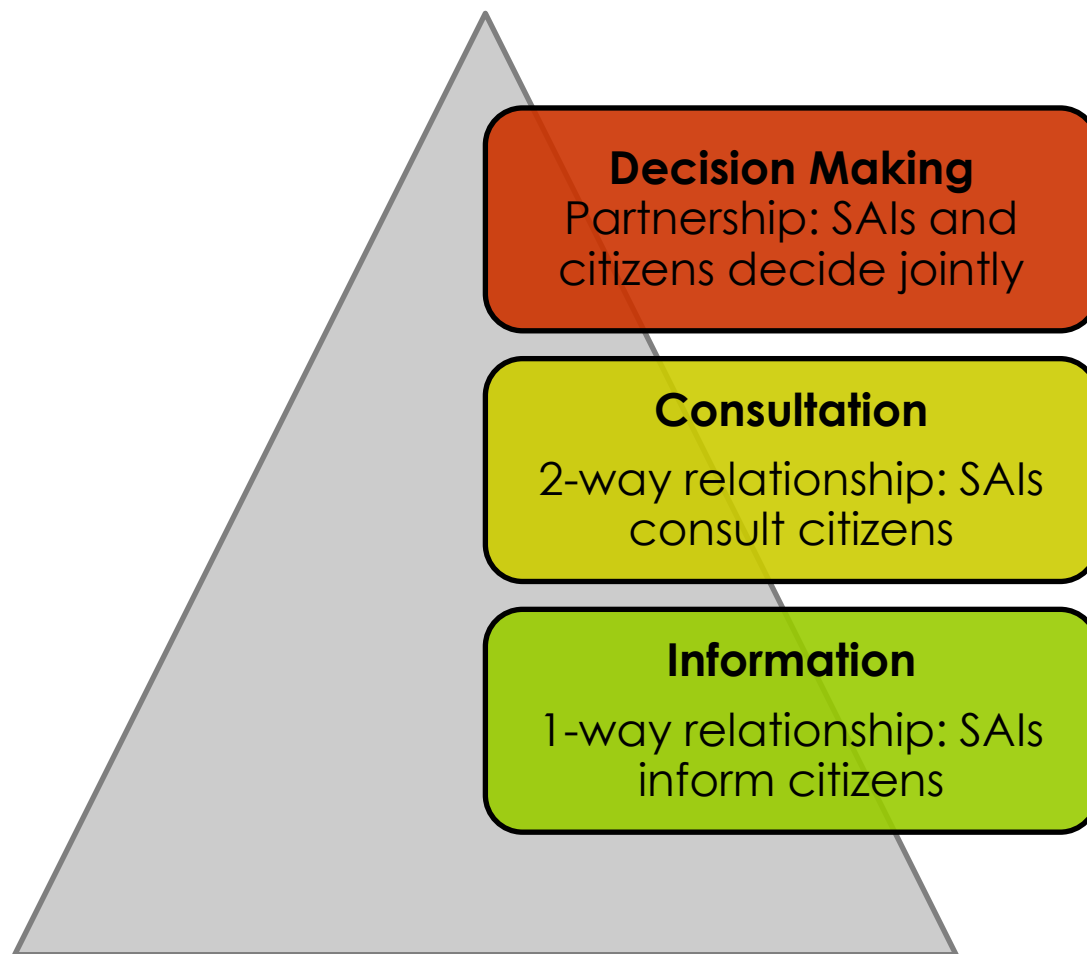 Decision Making
Partnership: SAIs and
citizens decide jointly
Consultation
2-way relationship: SAIs
consult citizens
Information
1-way relationship: SAIs
inform citizens